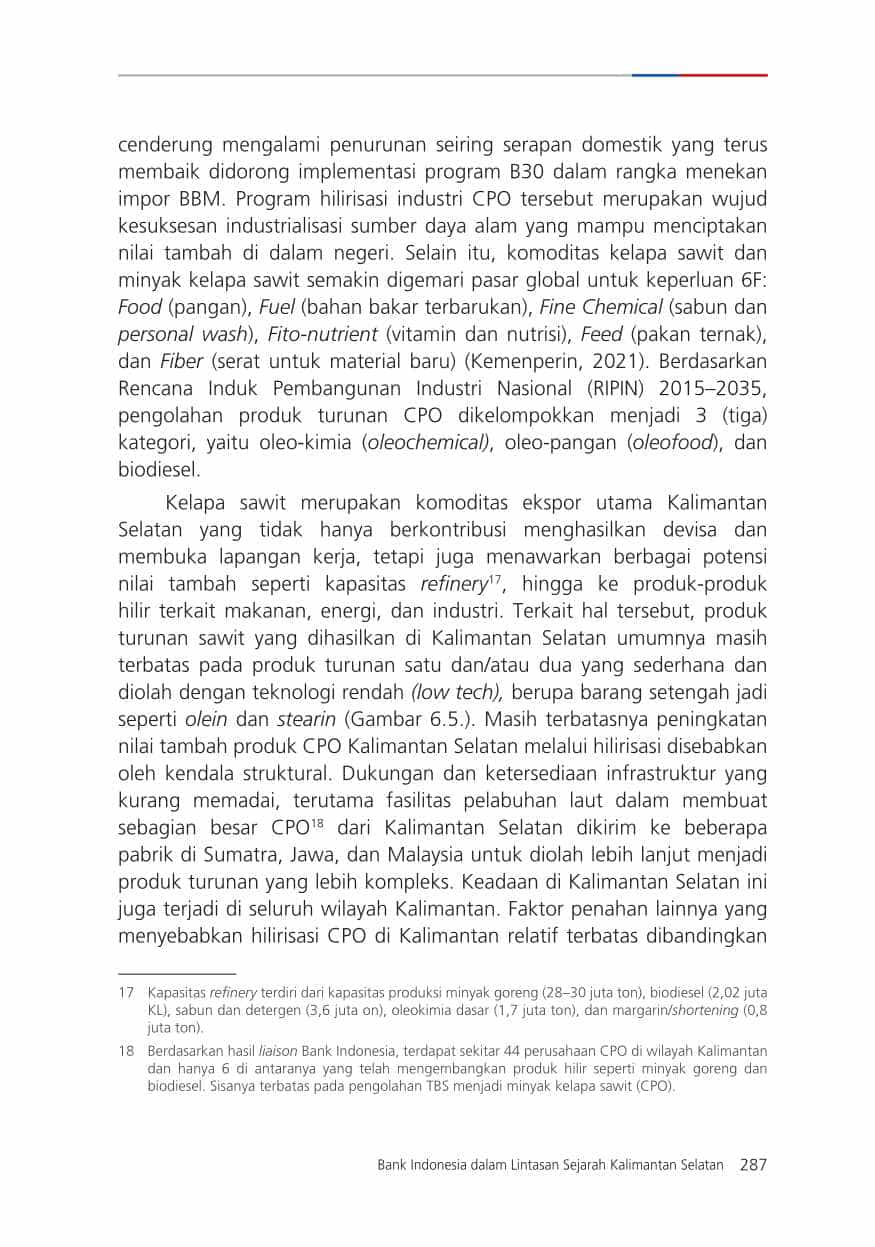 cenderung mengalami penurunan seiring serapan domestik yang terus
membaik didorong implementasi program B30 dalam rangka menekan
impor BBM. Program hilirisasi industri CPO tersebut merupakan wujud
kesuksesan industrialisasi sumber daya alam yang mampu menciptakan
nilai tambah di dalam negeri. Selain itu, komoditas kelapa sawit dan
minyak kelapa sawit semakin digemari pasar global untuk keperluan 6F:
Food (pangan), Fuel (bahan bakar terbarukan), Fine Chemical (sabun dan
personal wash), Fito-nutrient (vitamin dan nutrisi), Feed (pakan ternak),
dan Fiber (serat untuk material baru) (Kemenperin, 2021). Berdasarkan
Rencana Induk Pembangunan Industri Nasional (RIPIN) 2015–2035,
pengolahan produk turunan CPO dikelompokkan menjadi 3 (tiga)
kategori, yaitu oleo-kimia (oleochemical), oleo-pangan (oleofood), dan
biodiesel.
Kelapa sawit merupakan komoditas ekspor utama Kalimantan
Selatan yang tidak hanya berkontribusi menghasilkan devisa dan
membuka lapangan kerja, tetapi juga menawarkan berbagai potensi
nilai tambah seperti kapasitas refinery17, hingga ke produk-produk
hilir terkait makanan, energi, dan industri. Terkait hal tersebut, produk
turunan sawit yang dihasilkan di Kalimantan Selatan umumnya masih
terbatas pada produk turunan satu dan/atau dua yang sederhana dan
diolah dengan teknologi rendah (low tech), berupa barang setengah jadi
seperti olein dan stearin (Gambar 6.5.). Masih terbatasnya peningkatan
nilai tambah produk CPO Kalimantan Selatan melalui hilirisasi disebabkan
oleh kendala struktural. Dukungan dan ketersediaan infrastruktur yang
kurang memadai, terutama fasilitas pelabuhan laut dalam membuat
sebagian besar CPO18 dari Kalimantan Selatan dikirim ke beberapa
pabrik di Sumatra, Jawa, dan Malaysia untuk diolah lebih lanjut menjadi
produk turunan yang lebih kompleks. Keadaan di Kalimantan Selatan ini
juga terjadi di seluruh wilayah Kalimantan. Faktor penahan lainnya yang
menyebabkan hilirisasi CPO di Kalimantan relatif terbatas dibandingkan
17 Kapasitas refinery terdiri dari kapasitas produksi minyak goreng (28–30 juta ton), biodiesel (2,02 juta
KL), sabun dan detergen (3,6 juta on), oleokimia dasar (1,7 juta ton), dan margarin/shortening (0,8
juta ton).
18 Berdasarkan hasil liaison Bank Indonesia, terdapat sekitar 44 perusahaan CPO di wilayah Kalimantan
dan hanya 6 di antaranya yang telah mengembangkan produk hilir seperti minyak goreng dan
biodiesel. Sisanya terbatas pada pengolahan TBS menjadi minyak kelapa sawit (CPO).
Bank Indonesia dalam Lintasan Sejarah Kalimantan Selatan 287